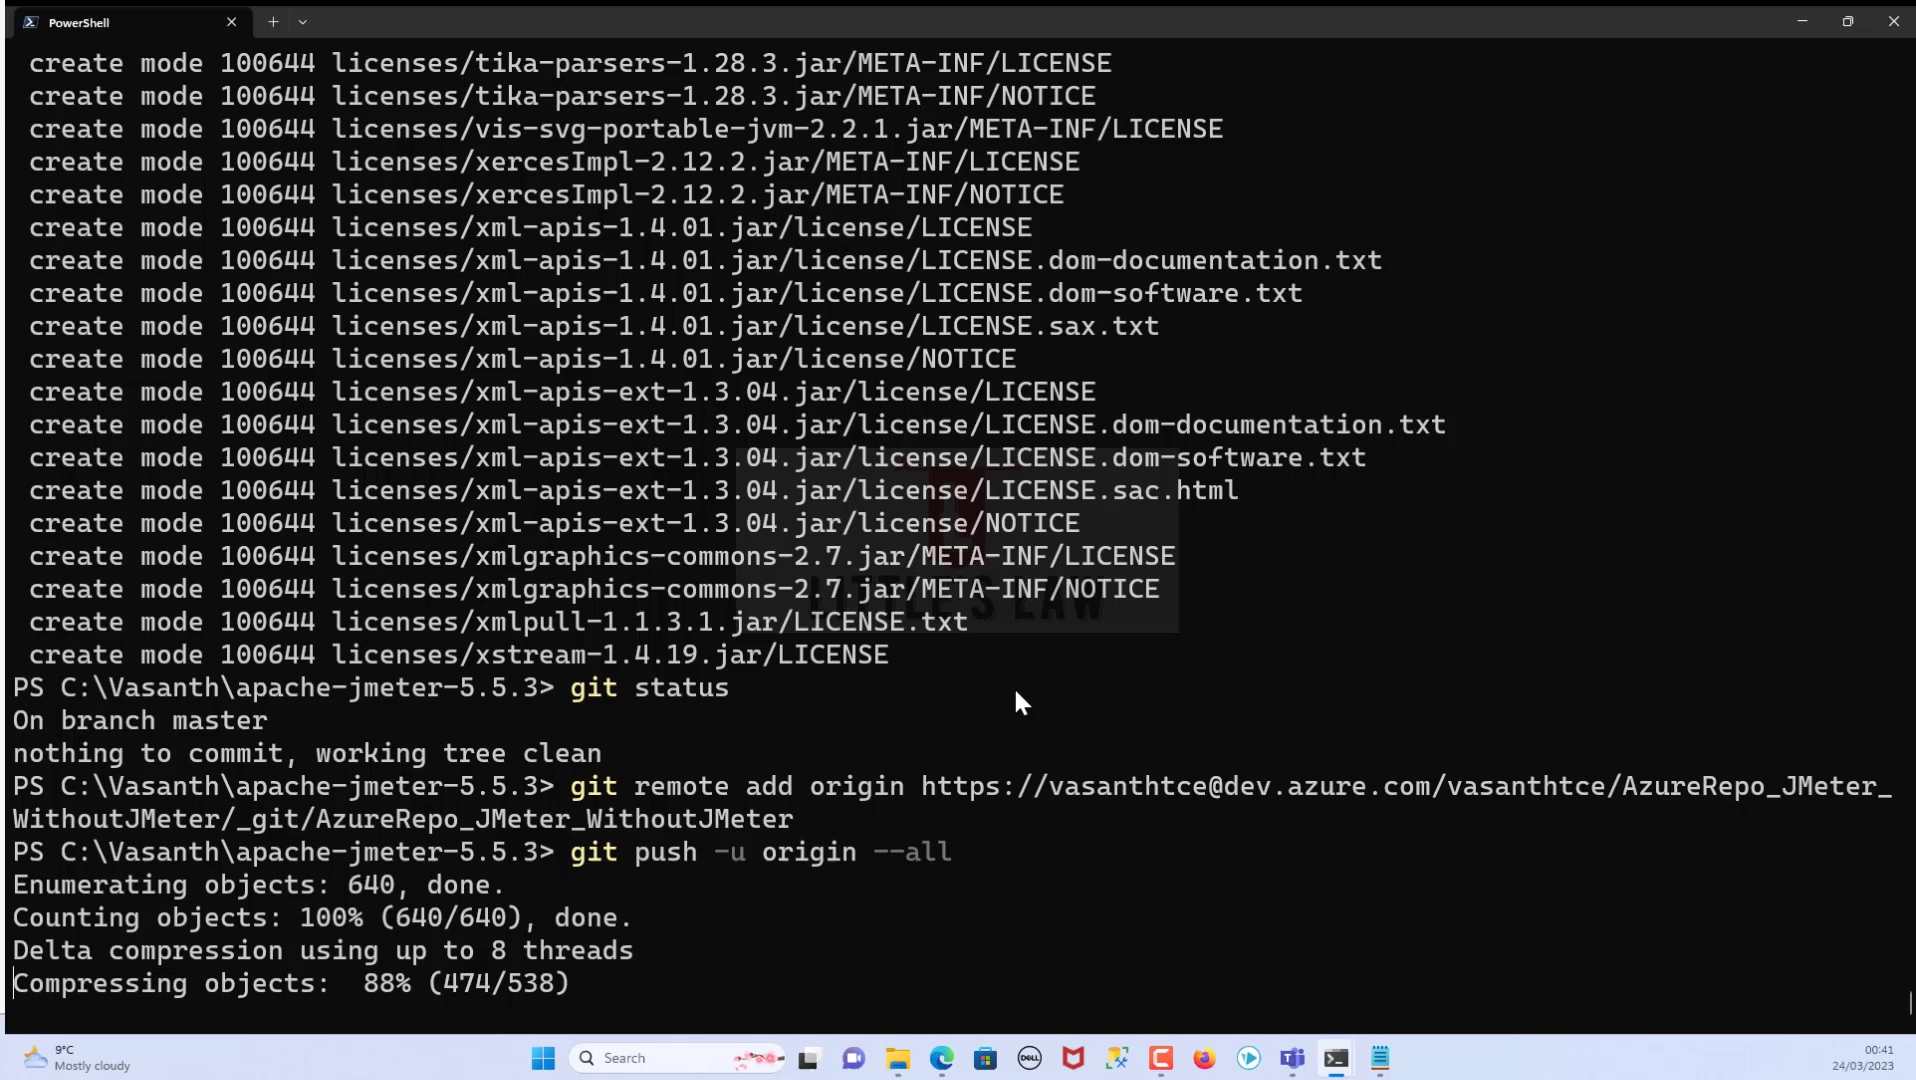 PowerShell
create mode 100644 licenses/tika-parsers-1.28.3.jar/META-INF/LICENSE
create mode 100644 licenses/tika-parsers-1.28.3.jar/META-INF/NOTICE
create mode 100644 licenses/vis-svg-portable-jvm-2.2.1.jar/META-INF/LICENSE
create mode 100644 licenses/xercesImpl-2.12.2.jar/META-INF/LICENSE
create mode 100644 licenses/xercesImpl-2.12.2.jar/META-INF/NOTICE
create mode 100644 licenses/xml-apis-1.4.01.jar/license/LICENSE
create mode 100644 licenses/xml-apis-1.4.01.jar/license/LICENSE.dom-documentation.txt
create mode 100644 licenses/xml-apis-1.4.01.jar/license/LICENSE.dom-software.txt
create mode 100644 licenses/xml-apis-1.4.01.jar/license/LICENSE.sax.txt
create mode 100644 licenses/xml-apis-1.4.01.jar/license/NOTICE
create mode 100644 licenses/xml-apis-ext-1.3.04.jar/license/LICENSE
create mode 100644 licenses/xml-apis-ext-1.3.04.jar/license/LICENSE.dom-documentation.txt
create mode 100644 licenses/xml-apis-ext-1.3.04.jar/license/LICENSE.dom-software.txt
create mode 100644 licenses/xml-apis-ext-1.3.04.jar/license/LICENSE.sac.html
create mode 100644 licenses/xml-apis-ext-1.3.04.jar/license/NOTICE
create mode 100644 licenses/xmlgraphics-commons-2.7.jar/META-INF/LICENSE
create mode 100644 licenses/xmlgraphics-commons-2.7.jar/META-INF/NOTICE
LITTLE'S LAW
create mode 100644 licenses/xmlpull-1.1.3.1.jar/LICENSE.txt
create mode 100644 licenses/xstream-1.4.19.jar/LICENSE
PS C:\Vasanth\apache-jmeter-5.5.3> git status
On branch master
nothing to commit, working tree clean
PS C:\Vasanth\apache-jmeter-5.5.3> git remote add origin https://vasanthtce@dev.azure.com/vasanthtce/AzureRepo_JMeter_
WithoutJMeter/_git/AzureRepo_JMeter_WithoutJMeter
PS C:\Vasanth\apache-jmeter-5.5.3> git push -u origin --all
Enumerating objects: 640, done.
Counting objects: 100% (640/640), done.
Delta compression using up to 8 threads
Compressing objects:  88% (474/538)
9°C
Mostly cloudy
Search
DELL
00:41
24/03/2023